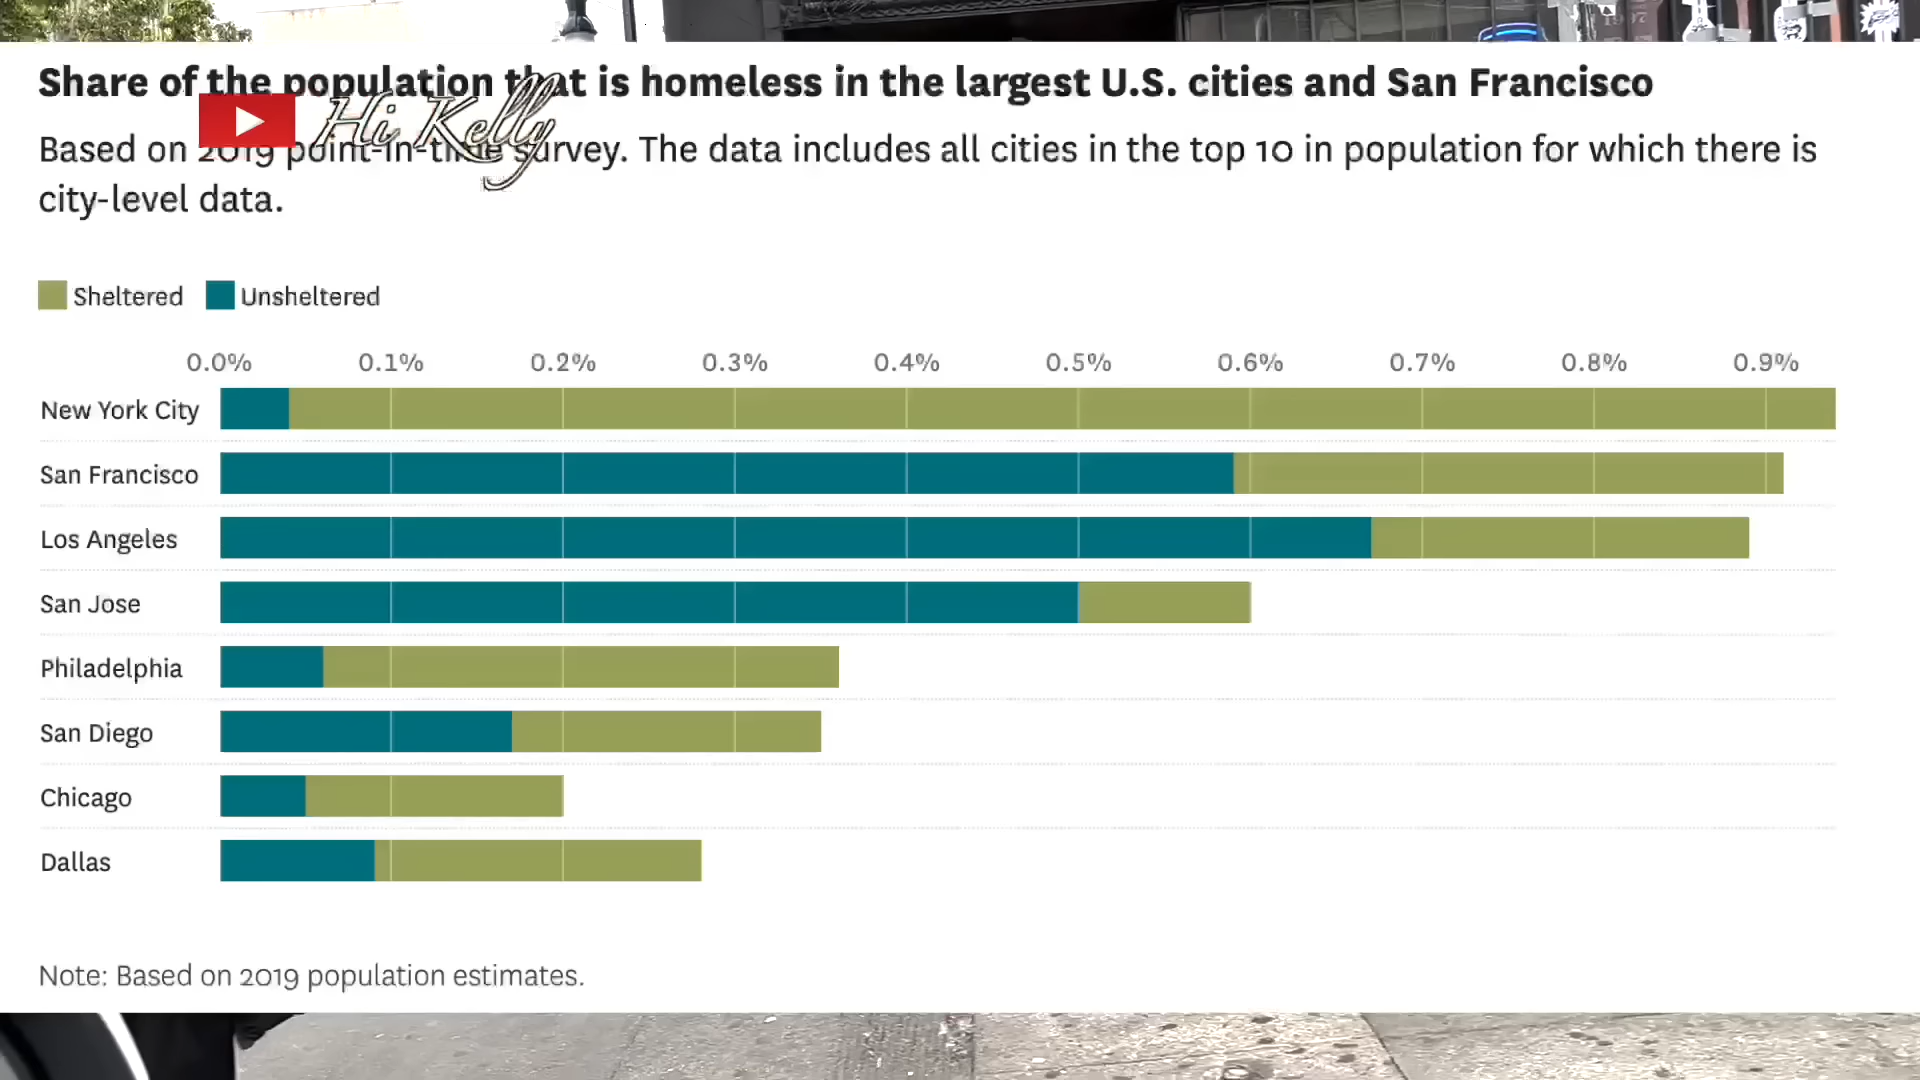 Share of the population that is homeless in the largest U.S. cities and San Francisco
Hi Kelly
Based on 2019 point-in-time survey. The data includes all cities in the top 10 in population for which there is
city-level data.
Sheltered Unsheltered
0.0% 0.1% 0.2% 0.3% 0.4% 0.5% 0.6% 0.7% 0.8% 0.9%
New York City
San Francisco
Los Angeles
San Jose
Philadelphia
San Diego
Chicago
Dallas
Note: Based on 2019 population estimates.